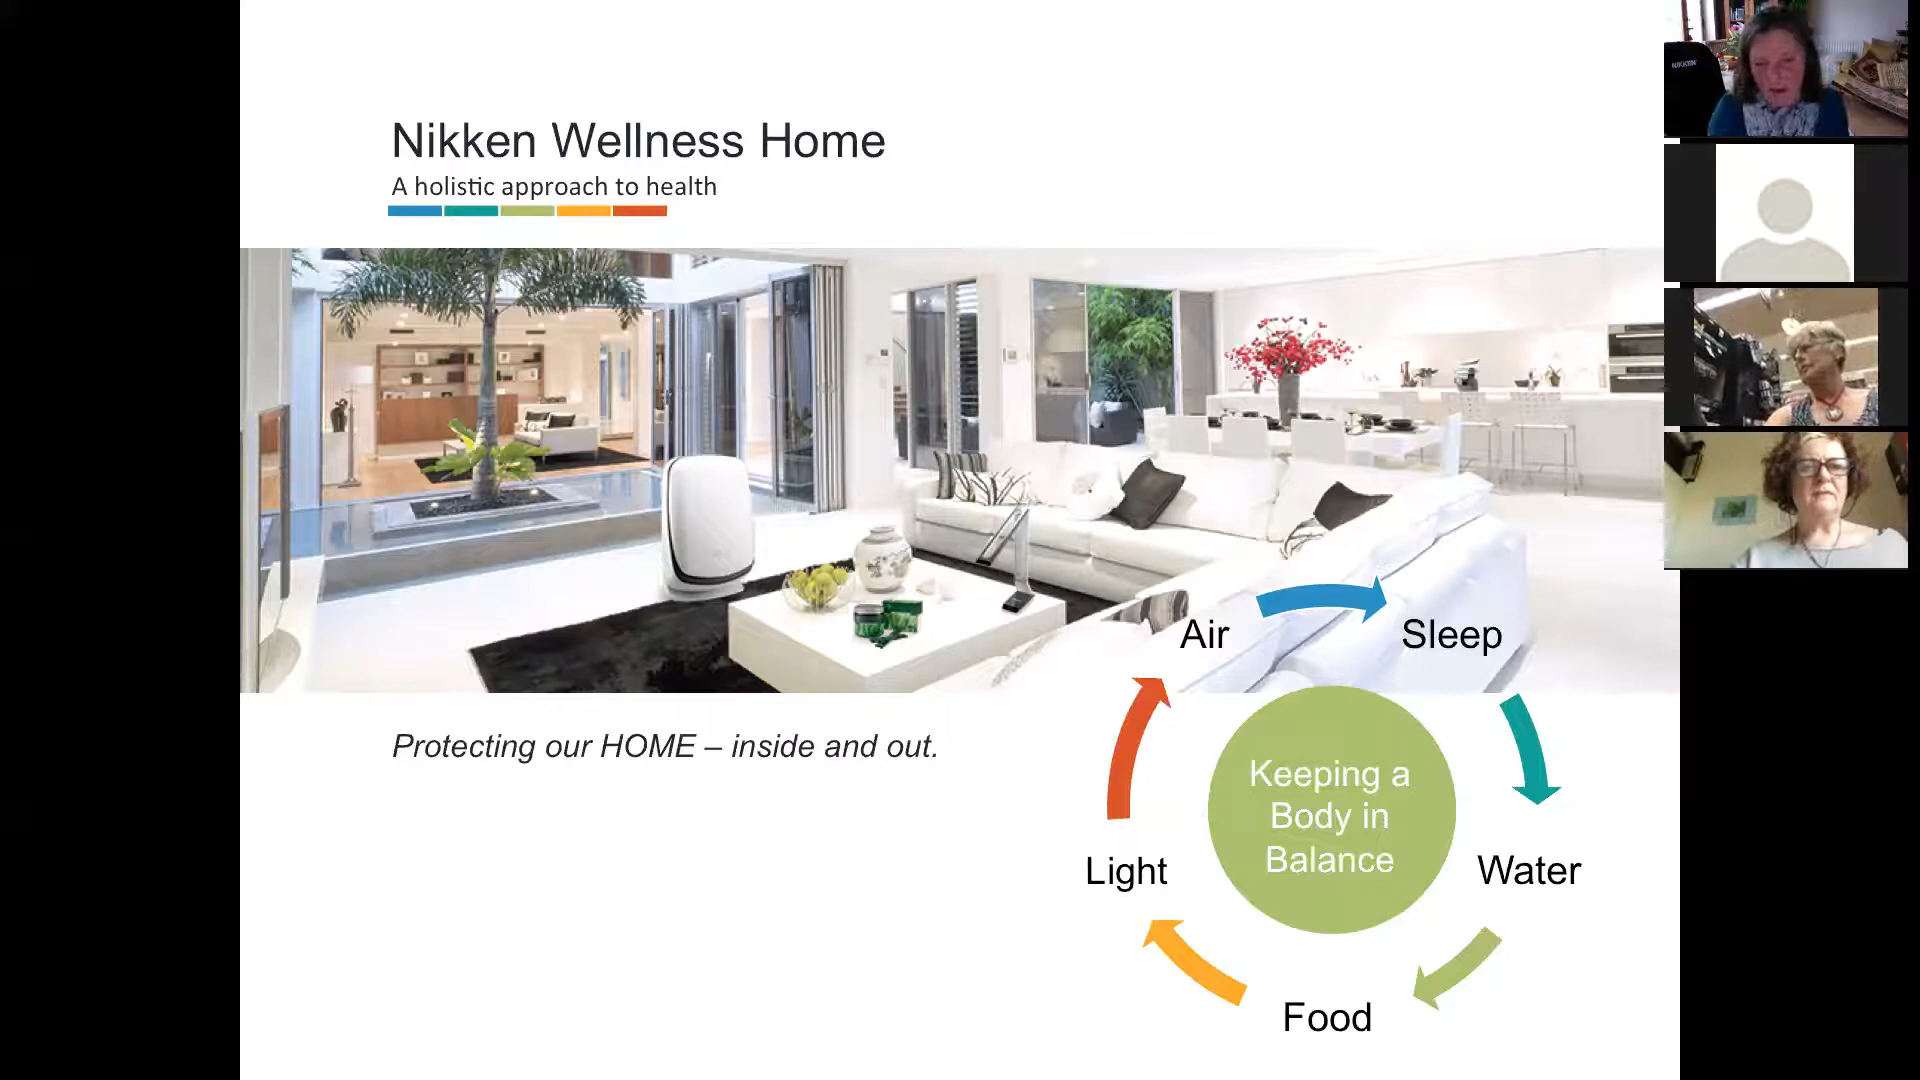 Nikken Wellness Home
A holistic approach to health
Air
Sleep
Protecting our HOME – inside and out.
Keeping a
Body in
Balance
Light
Water
Food
NIKKEN